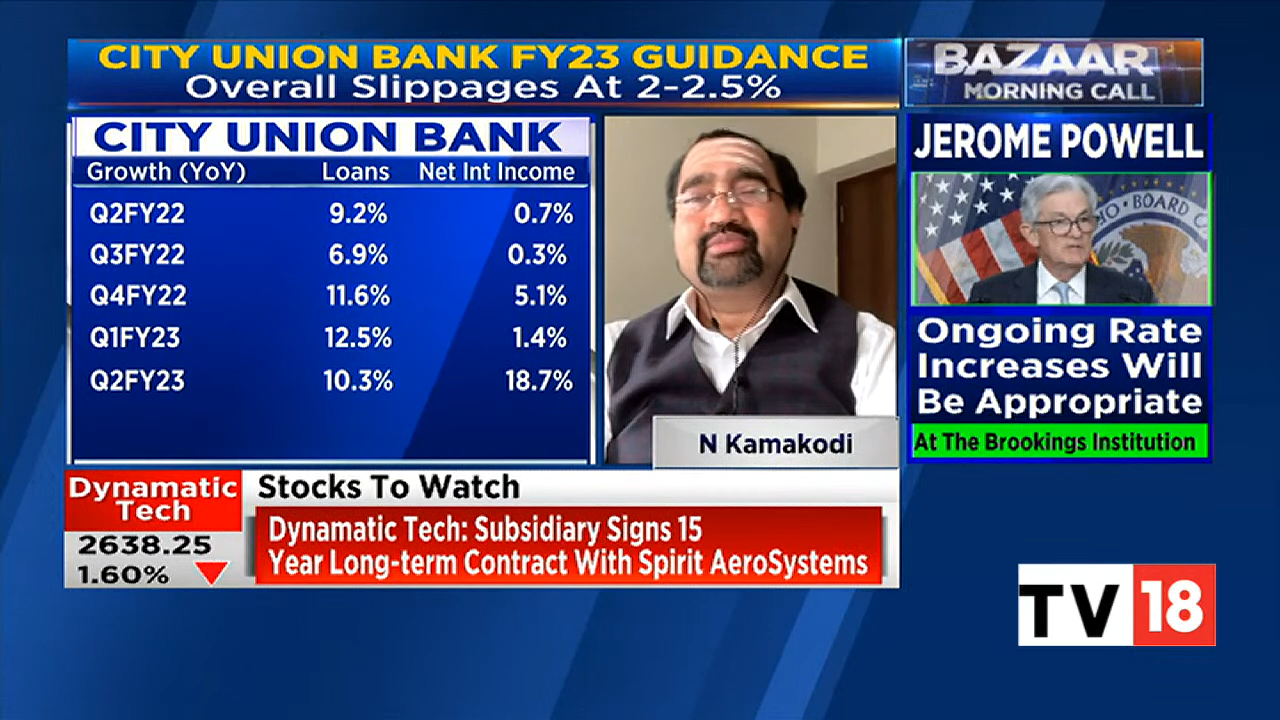 CITY UNION BANK FY23 GUIDANCE
Overall Slippages At 2-2.5%
BAZAAR
MORNING CALL
CITY UNION BANK
Growth (YoY) Loans Net Int Income
Q2FY22 9.2% 0.7%
Q3FY22 6.9% 0.3%
Q4FY22 11.6% 5.1%
Q1FY23 12.5% 1.4%
Q2FY23 10.3% 18.7%
N Kamakodi
JEROME POWELL
BOARD
Ongoing Rate
Increases Will
Be Appropriate
At The Brookings Institution
Dynamatic
Tech
2638.25
1.60%
Stocks To Watch
Dynamatic Tech: Subsidiary Signs 15
Year Long-term Contract With Spirit AeroSystems
TV18